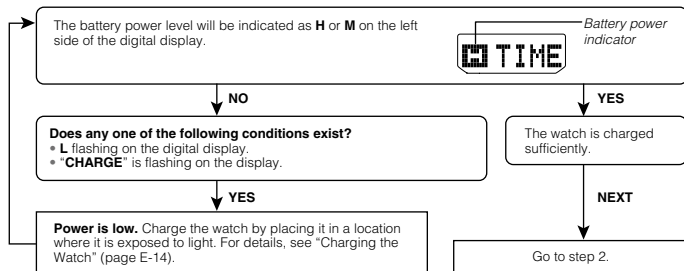 The battery power level will be indicated as H or M on the left
side of the digital display.
Battery power
indicator
TIME
NO
YES
Does any one of the following conditions exist?
• L flashing on the digital display.
• “CHARGE” is flashing on the display.
The watch is charged
sufficiently.
YES
NEXT
Power is low. Charge the watch by placing it in a location
where it is exposed to light. For details, see “Charging the
Watch” (page E-14).
Go to step 2.